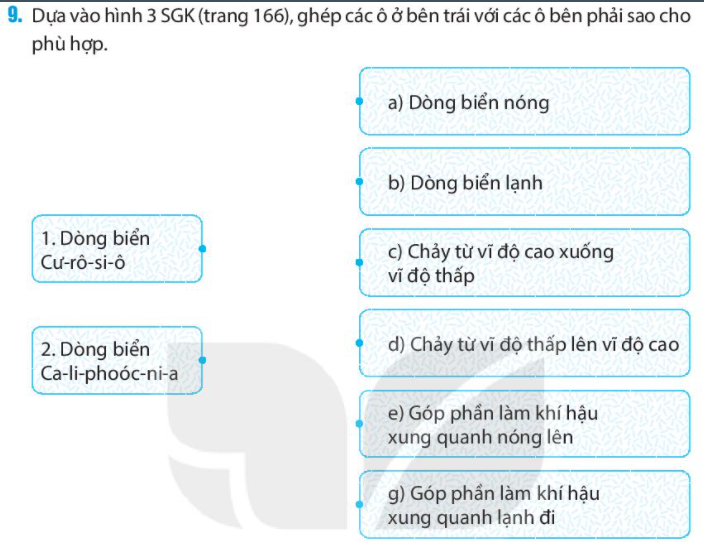 9. Dựa vào hình 3 SGK (trang 166), ghép các ô ở bên trái với các ô bên phải sao cho
phù hợp.
a) Dòng biển nóng
b) Dòng biển lạnh
1. Dòng biển
Cư-rô-si-ô
c) Chảy từ vĩ độ cao xuống
vĩ độ thấp
2. Dòng biển
Ca-li-phoóc-ni-a
d) Chảy từ vĩ độ thấp lên vĩ độ cao
e) Góp phần làm khí hậu
xung quanh nóng lên
g) Góp phần làm khí hậu
xung quanh lạnh đi